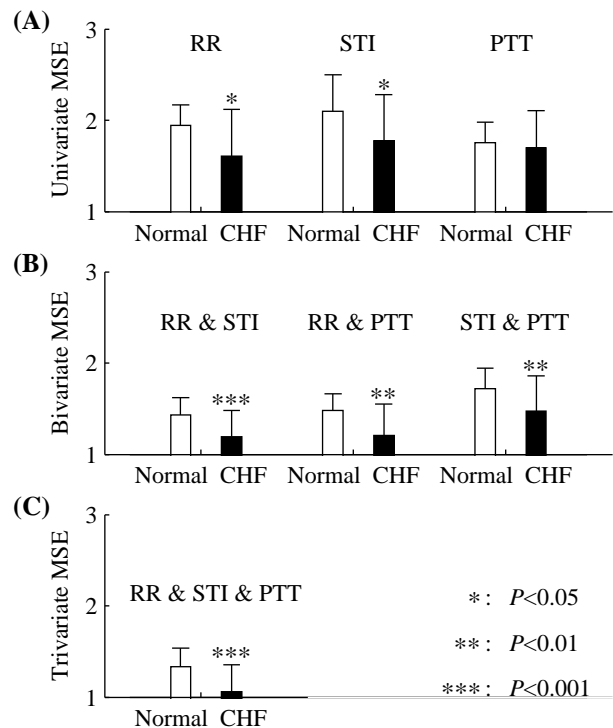 (A)
RR STI PTT
Univariate MSE
3
2
1
* *
Normal CHF Normal CHF Normal CHF
(B)
RR & STI RR & PTT STI & PTT
Bivariate MSE
3
2
1
*** ** **
Normal CHF Normal CHF Normal CHF
(C)
RR & STI & PTT
Trivariate MSE
3
2
1
***
Normal CHF
* : P<0.05
** : P<0.01
*** : P<0.001